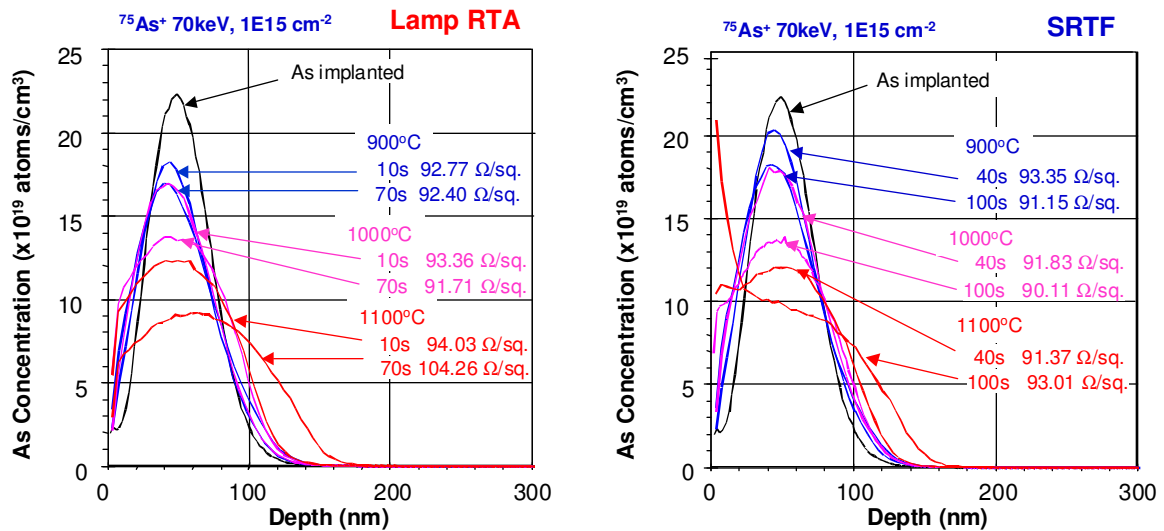 ⁷⁵As⁺ 70keV, 1E15 cm⁻²
Lamp RTA
As Concentration (x10¹⁹ atoms/cm³)
25
20
15
10
5
0
As implanted
900°C
10s 92.77 Ω/sq.
70s 92.40 Ω/sq.
1000°C
10s 93.36 Ω/sq.
70s 91.71 Ω/sq.
1100°C
10s 94.03 Ω/sq.
70s 104.26 Ω/sq.
0
100
200
300
Depth (nm)
⁷⁵As⁺ 70keV, 1E15 cm⁻²
SRTF
As Concentration (x10¹⁹ atoms/cm³)
25
20
15
10
5
0
As implanted
900°C
40s 93.35 Ω/sq.
100s 91.15 Ω/sq.
1000°C
40s 91.83 Ω/sq.
100s 90.11 Ω/sq.
1100°C
40s 91.37 Ω/sq.
100s 93.01 Ω/sq.
0
100
200
300
Depth (nm)